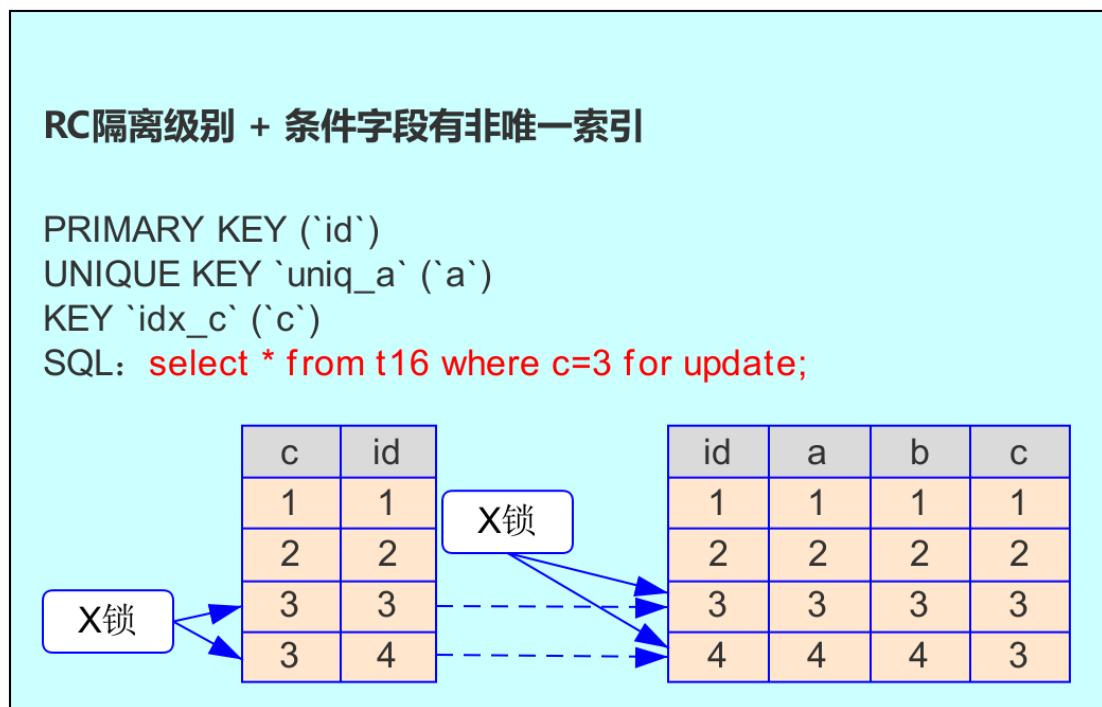 RC隔离级别 + 条件字段有非唯一索引
PRIMARY KEY (`id`)
UNIQUE KEY `uniq_a` (`a`)
KEY `idx_c` (`c`)
SQL：select * from t16 where c=3 for update;
c id
1 1
2 2
3 3
3 4
X锁
X锁
id a b c
1 1 1 1
2 2 2 2
3 3 3 3
4 4 4 3